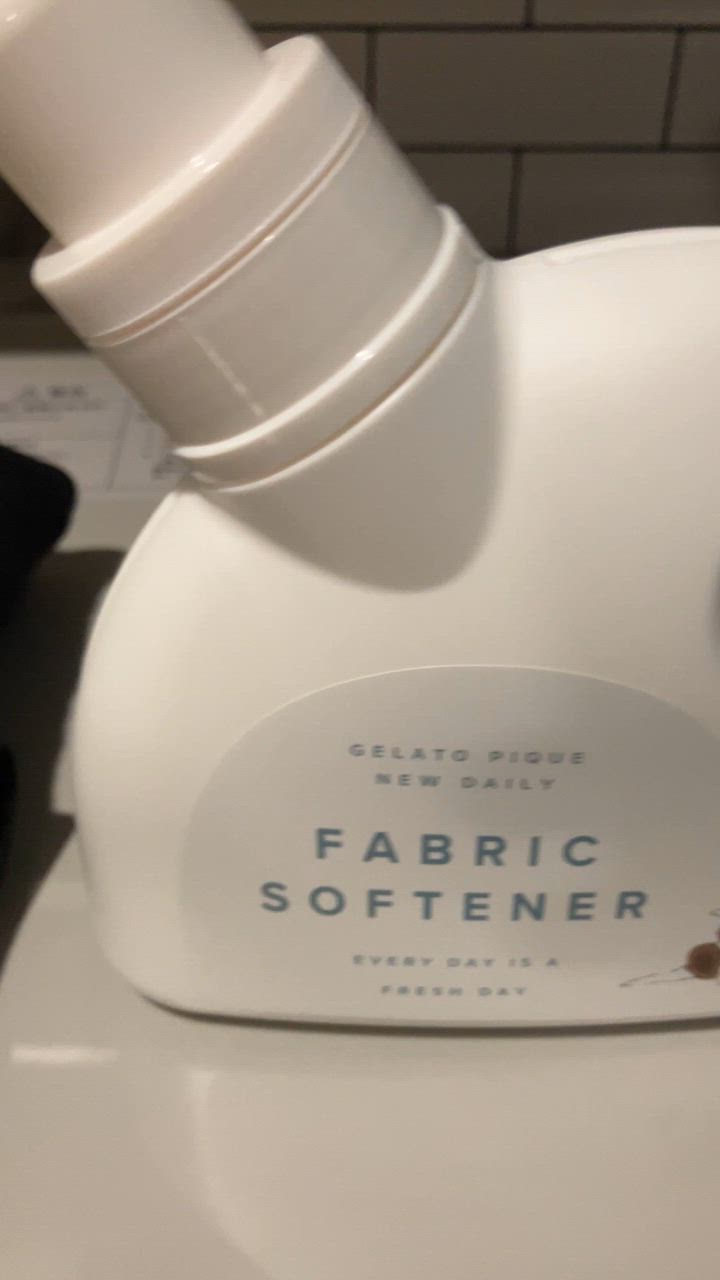 GELATO PIQUE
NEW DAILY
FABRIC
SOFTENER
EVERY DAY IS A
FRESH DAY